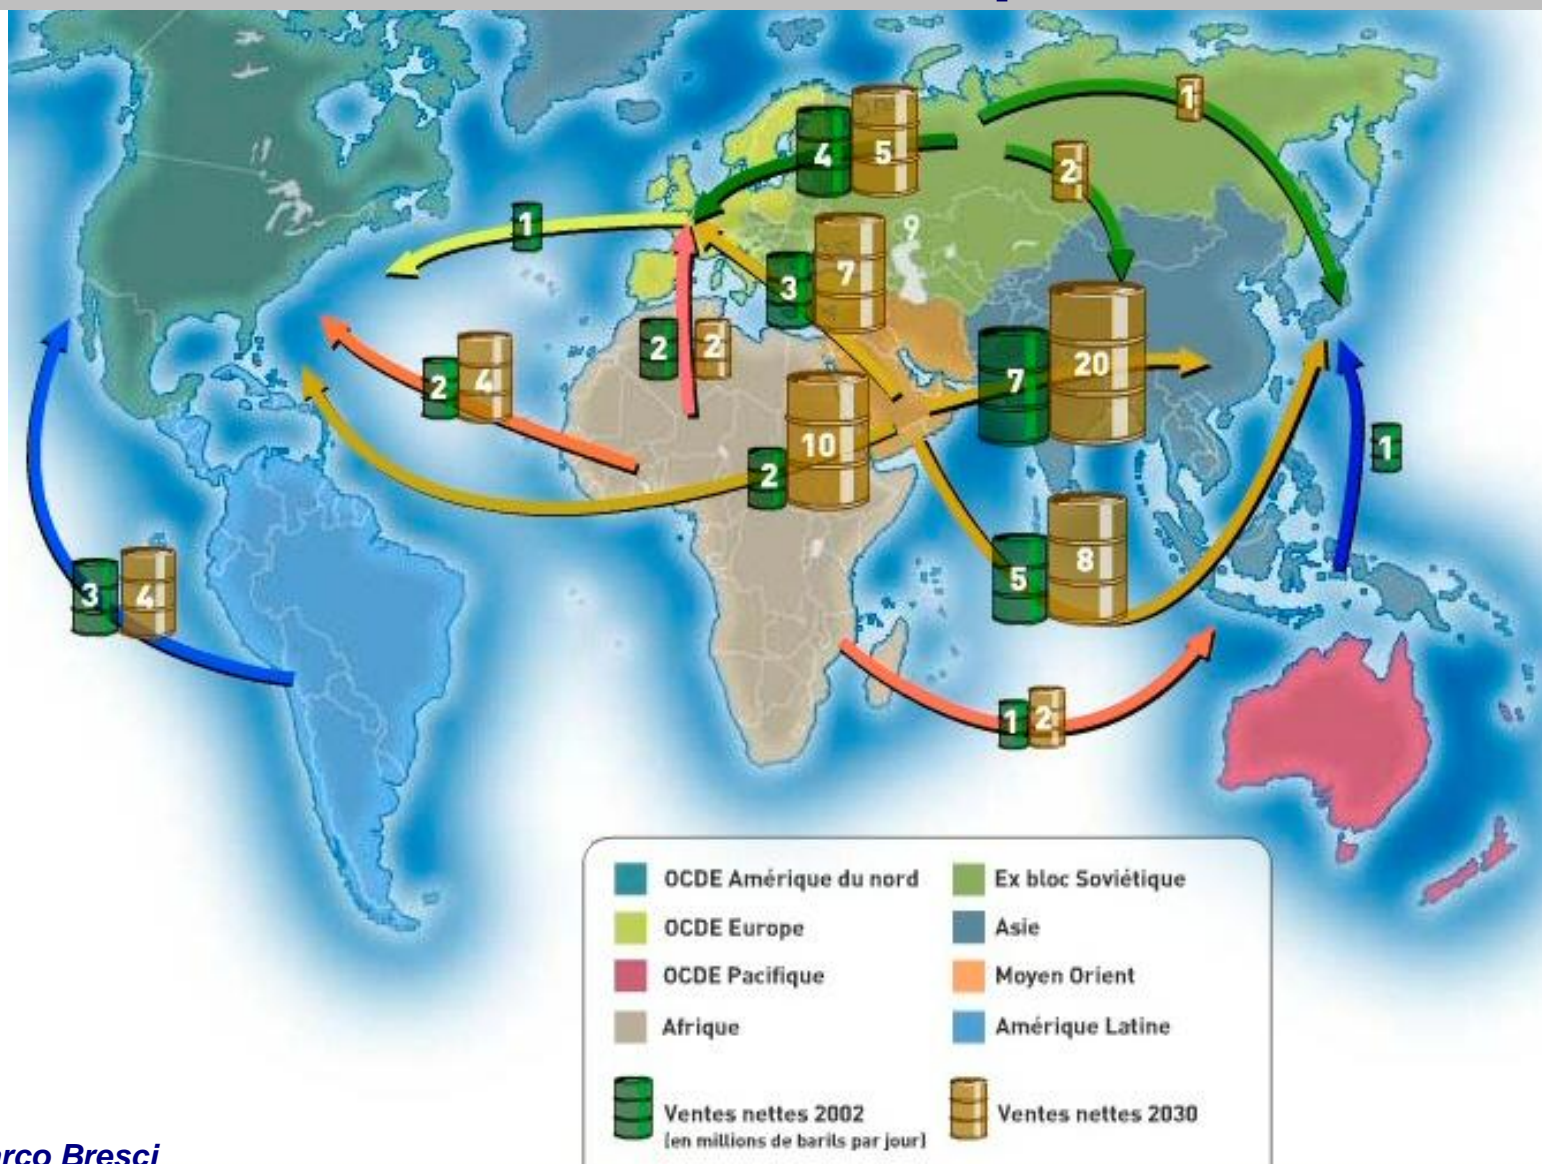 1
4
5
2
1
9
3
7
2
2
2
4
7
20
10
2
1
3
4
5
8
1
2
OCDE Amérique du nord
Ex bloc Soviétique
OCDE Europe
Asie
OCDE Pacifique
Moyen Orient
Afrique
Amérique Latine
Ventes nettes 2002
(en millions de barils par jour)
Ventes nettes 2030
Bresci